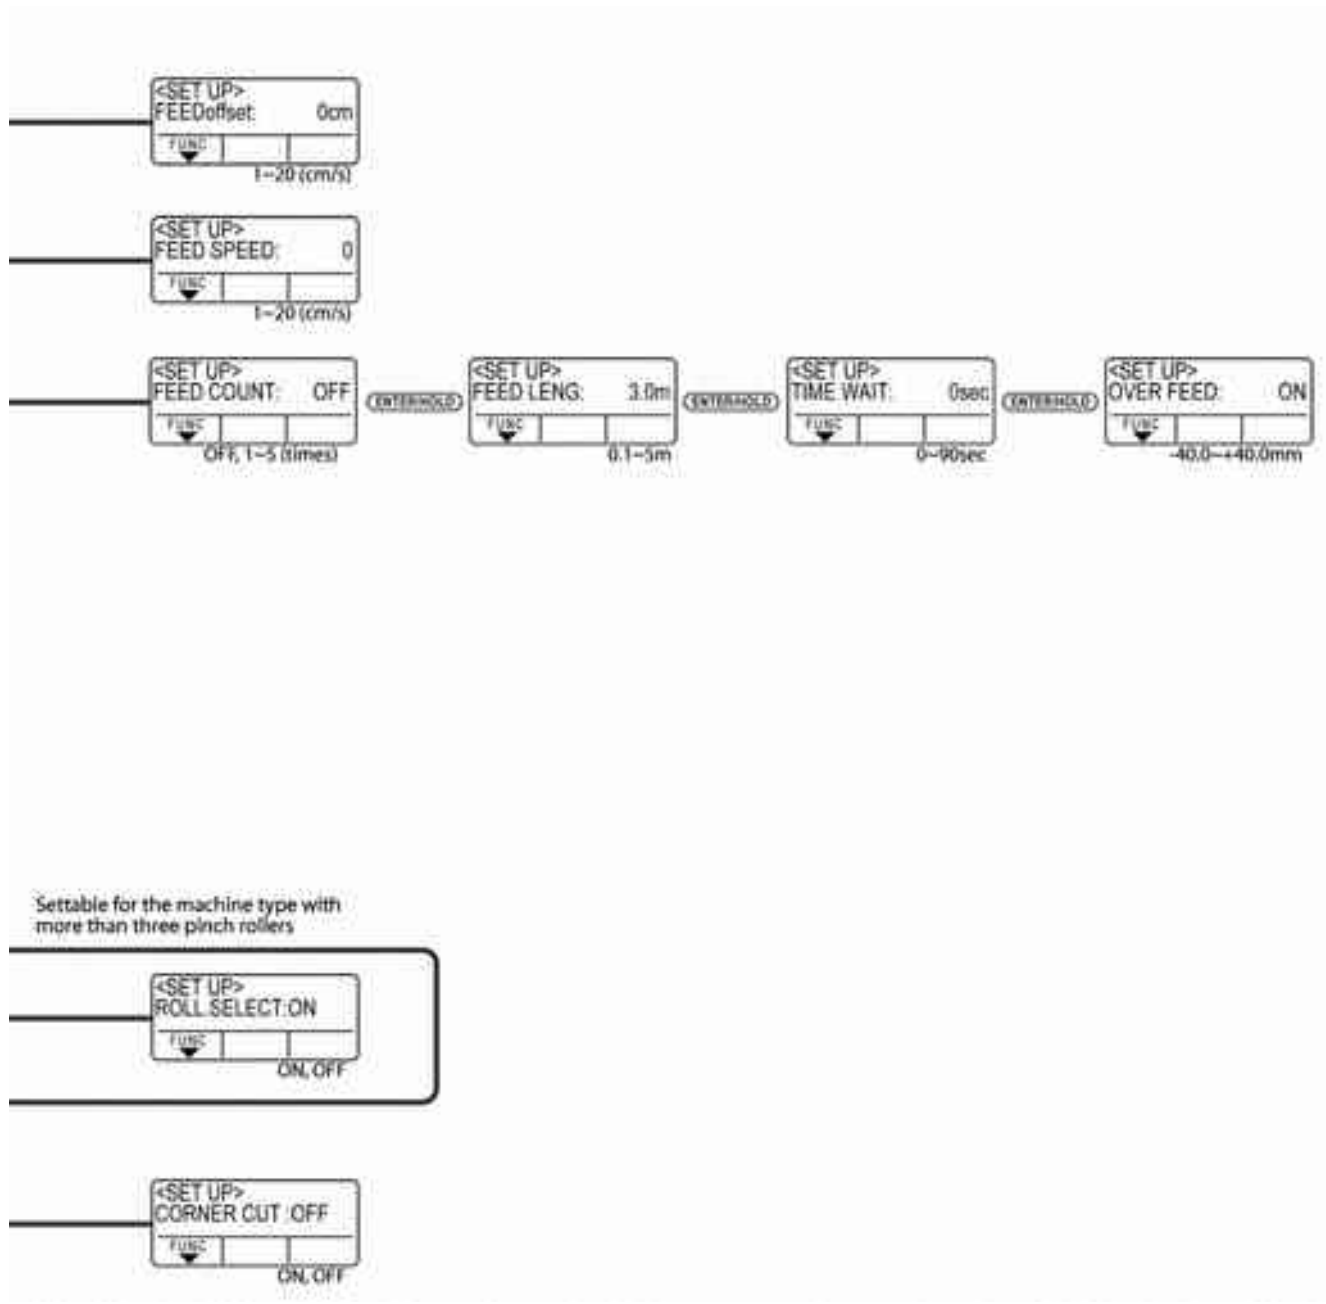 <SET UP>
FEEDoffset: 0cm
FUNC
1~20 (cm/s)
<SET UP>
FEED SPEED: 0
FUNC
1~20 (cm/s)
<SET UP>
FEED COUNT: OFF
FUNC
OFF, 1~5 (times)
ENTER/HOLD
<SET UP>
FEED LENG: 3.0m
FUNC
0.1~5m
ENTER/HOLD
<SET UP>
TIME WAIT: 0sec
FUNC
0~90sec
ENTER/HOLD
<SET UP>
OVER FEED: ON
FUNC
-40.0~+40.0mm
Settable for the machine type with
more than three pinch rollers
<SET UP>
ROLL SELECT:ON
FUNC
ON, OFF
<SET UP>
CORNER CUT :OFF
FUNC
ON, OFF